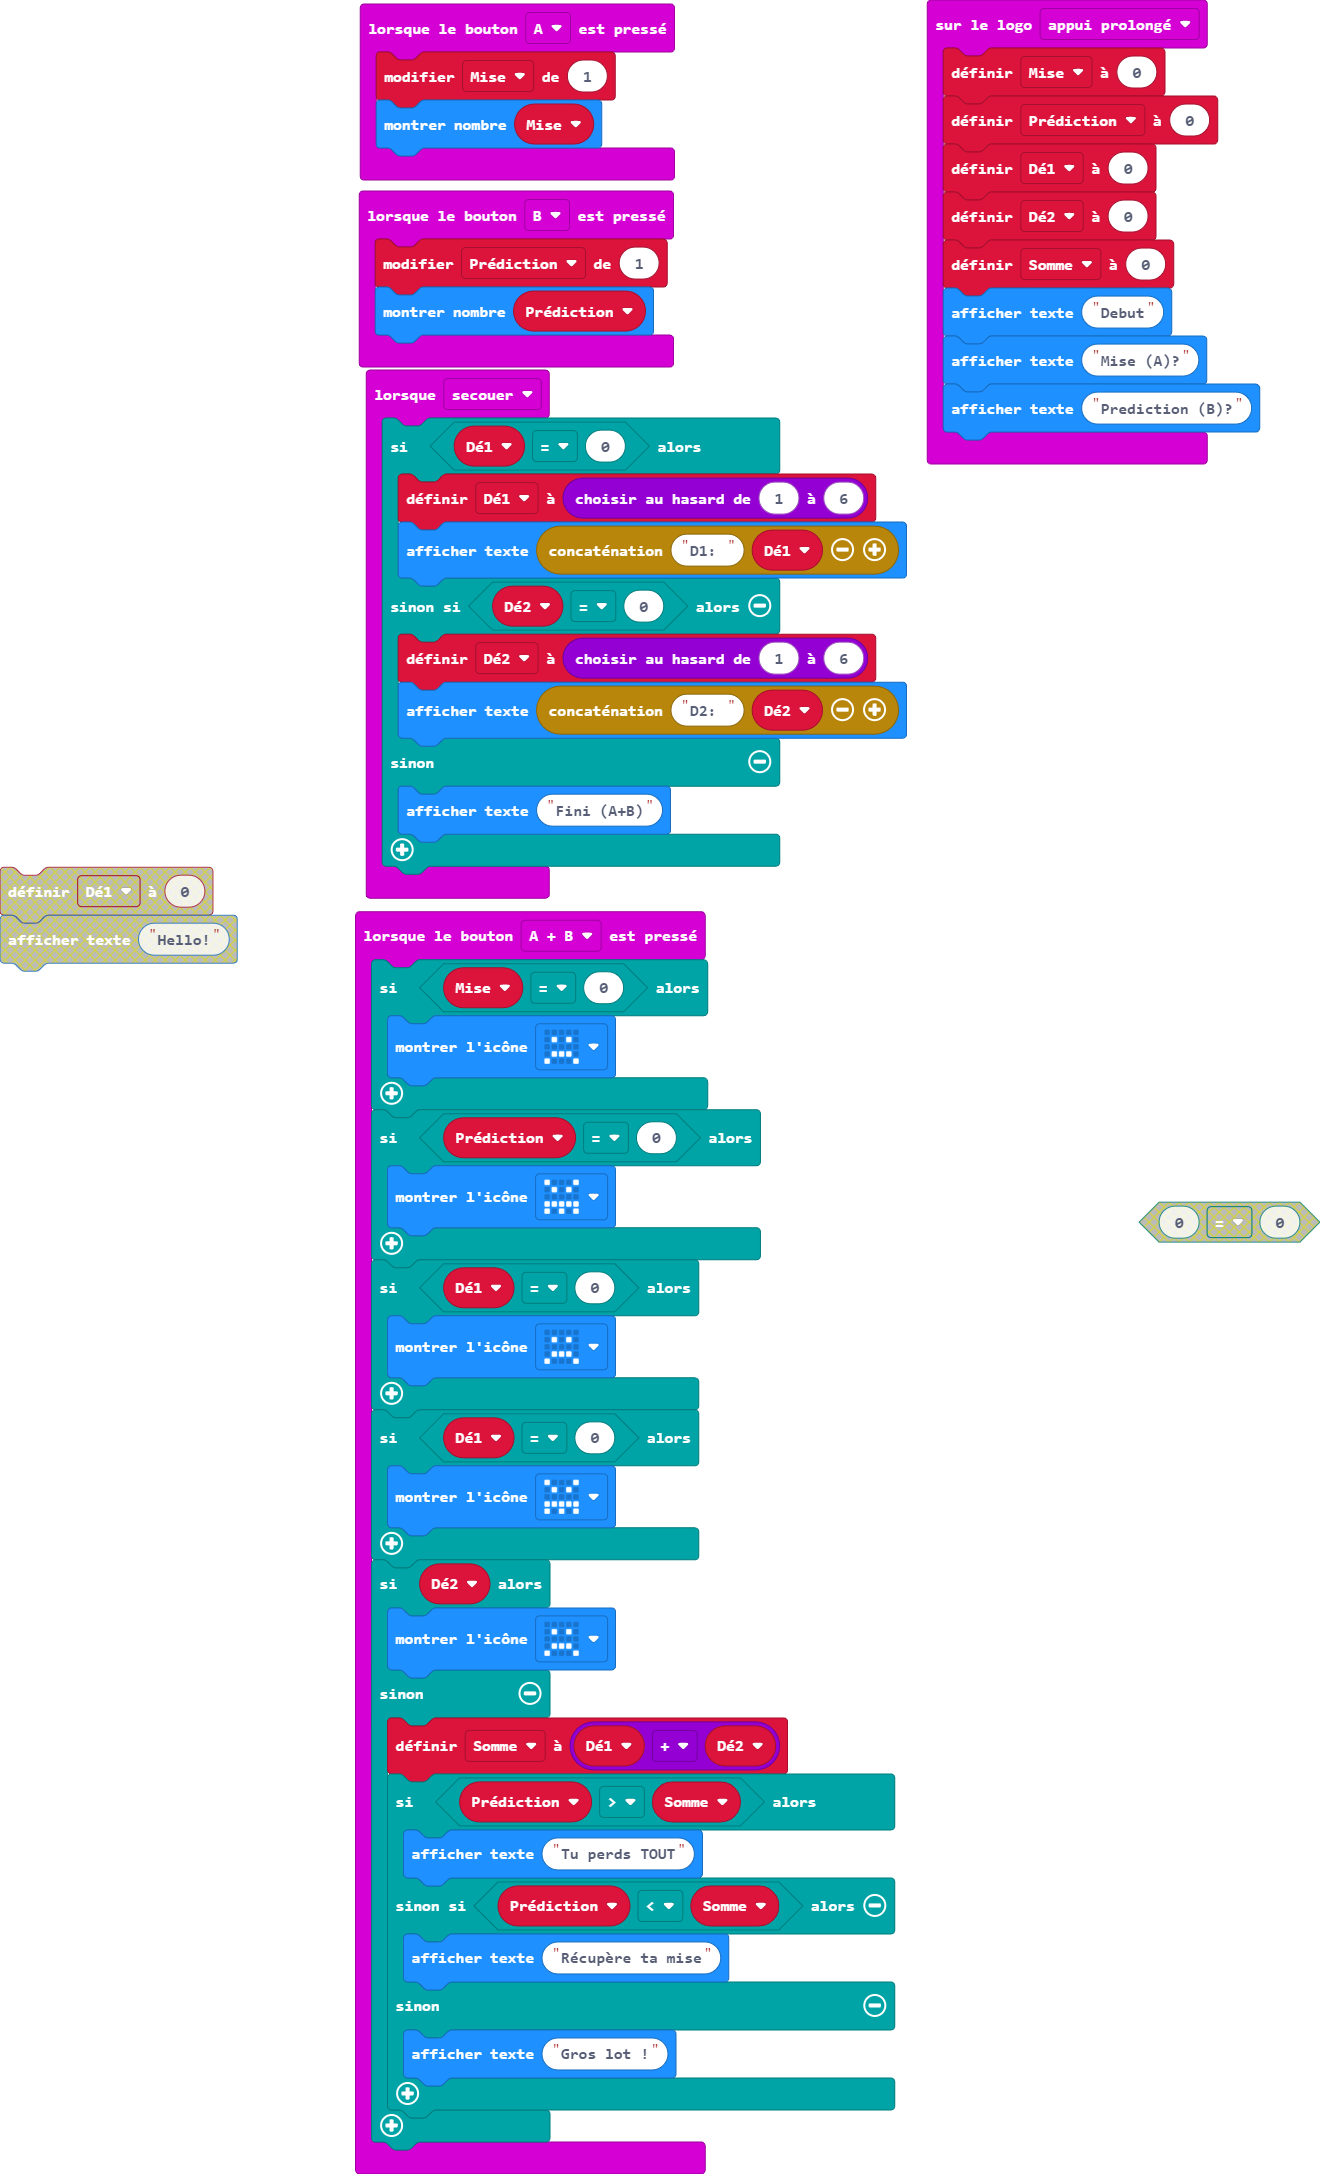 lorsque le bouton A est pressé
modifier Mise de 1
montrer nombre Mise
lorsque le bouton B est pressé
modifier Prédiction de 1
montrer nombre Prédiction
sur le logo appui prolongé
définir Mise à 0
définir Prédiction à 0
définir Dé1 à 0
définir Dé2 à 0
définir Somme à 0
afficher texte "Debut"
afficher texte "Mise (A)?"
afficher texte "Prediction (B)?"
lorsque secouer
si Dé1 = 0 alors
définir Dé1 à choisir au hasard de 1 à 6
afficher texte concaténation "D1: " Dé1
sinon si Dé2 = 0 alors
définir Dé2 à choisir au hasard de 1 à 6
afficher texte concaténation "D2: " Dé2
sinon
afficher texte "Fini (A+B)"
définir Dé1 à 0
afficher texte "Hello!"
lorsque le bouton A + B est pressé
si Mise = 0 alors
montrer l'icône
si Prédiction = 0 alors
montrer l'icône
0 = 0
si Dé1 = 0 alors
montrer l'icône
si Dé1 = 0 alors
montrer l'icône
si Dé2 alors
montrer l'icône
sinon
définir Somme à Dé1 + Dé2
si Prédiction > Somme alors
afficher texte "Tu perds TOUT"
sinon si Prédiction < Somme alors
afficher texte "Récupère ta mise"
sinon
afficher texte "Gros lot !"